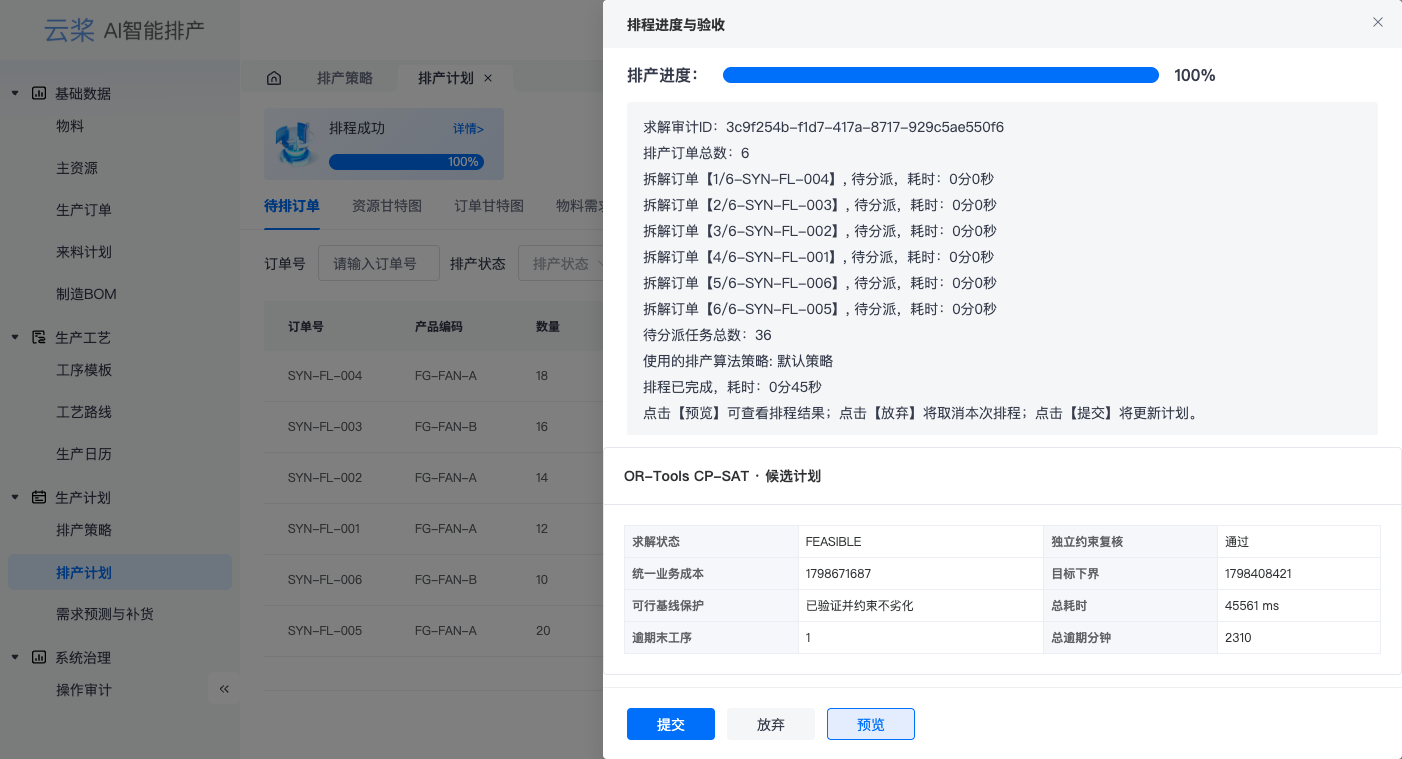 云桨 AI智能排产
基础数据
物料
主资源
生产订单
来料计划
制造BOM
生产工艺
工序模板
工艺路线
生产日历
生产计划
排产策略
排产计划
需求预测与补货
系统治理
操作审计
排产策略 排产计划
排程成功 详情>
100%
待排订单 资源甘特图 订单甘特图 物料需
订单号 请输入订单号 排产状态 排产状态
订单号 产品编码 数量
SYN-FL-004 FG-FAN-A 18
SYN-FL-003 FG-FAN-B 16
SYN-FL-002 FG-FAN-A 14
SYN-FL-001 FG-FAN-A 12
SYN-FL-006 FG-FAN-B 10
SYN-FL-005 FG-FAN-A 20
排程进度与验收
排产进度： 100%
求解审计ID：3c9f254b-f1d7-417a-8717-929c5ae550f6
排产订单总数：6
拆解订单【1/6-SYN-FL-004】, 待分派，耗时：0分0秒
拆解订单【2/6-SYN-FL-003】, 待分派，耗时：0分0秒
拆解订单【3/6-SYN-FL-002】, 待分派，耗时：0分0秒
拆解订单【4/6-SYN-FL-001】, 待分派，耗时：0分0秒
拆解订单【5/6-SYN-FL-006】, 待分派，耗时：0分0秒
拆解订单【6/6-SYN-FL-005】, 待分派，耗时：0分0秒
待分派任务总数：36
使用的排产算法策略: 默认策略
排程已完成，耗时：0分45秒
点击【预览】可查看排程结果；点击【放弃】将取消本次排程；点击【提交】将更新计划。
OR-Tools CP-SAT · 候选计划
求解状态 FEASIBLE 独立约束复核 通过
统一业务成本 1798671687 目标下界 1798408421
可行基线保护 已验证并约束不劣化 总耗时 45561 ms
逾期末工序 1 总逾期分钟 2310
提交 放弃 预览